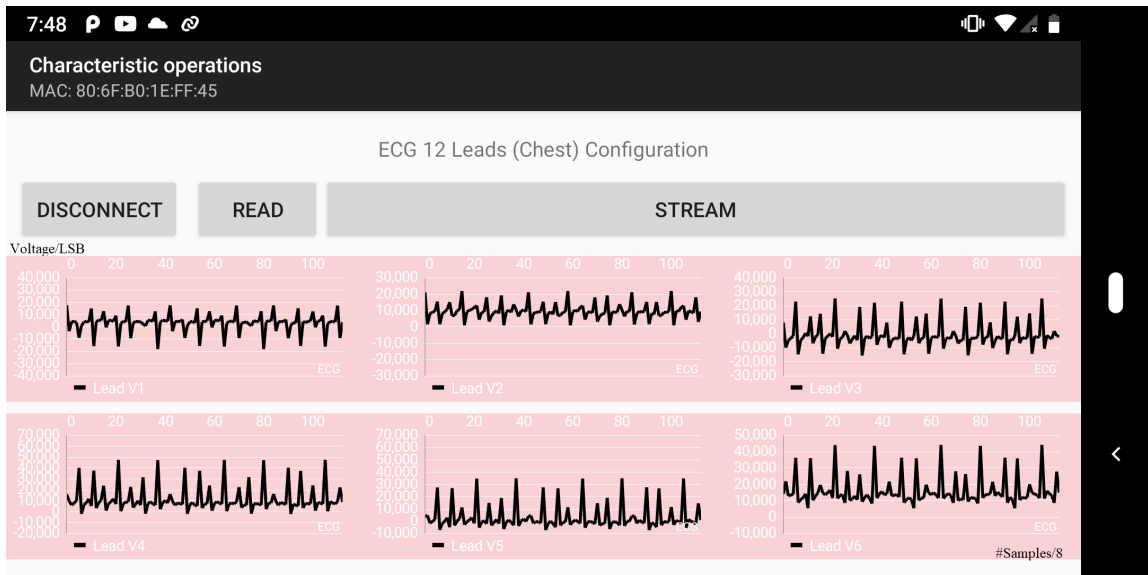 7:48
Characteristic operations
MAC: 80:6F:B0:1E:FF:45
ECG 12 Leads (Chest) Configuration
DISCONNECT READ STREAM
Voltage/LSB
0 20 40 60 80 100
40,000
30,000
20,000
10,000
0
-10,000
-20,000
-30,000
-40,000
ECG
Lead V1
0 20 40 60 80 100
30,000
20,000
10,000
0
-10,000
-20,000
-30,000
ECG
Lead V2
0 20 40 60 80 100
40,000
30,000
20,000
10,000
0
-10,000
-20,000
-30,000
ECG
Lead V3
0 20 40 60 80 100
70,000
60,000
50,000
40,000
30,000
20,000
10,000
0
-10,000
-20,000
ECG
Lead V4
0 20 40 60 80 100
70,000
60,000
50,000
40,000
30,000
20,000
10,000
0
-10,000
ECG
Lead V5
0 20 40 60 80 100
50,000
40,000
30,000
20,000
10,000
0
-10,000
ECG
Lead V6
#Samples/8